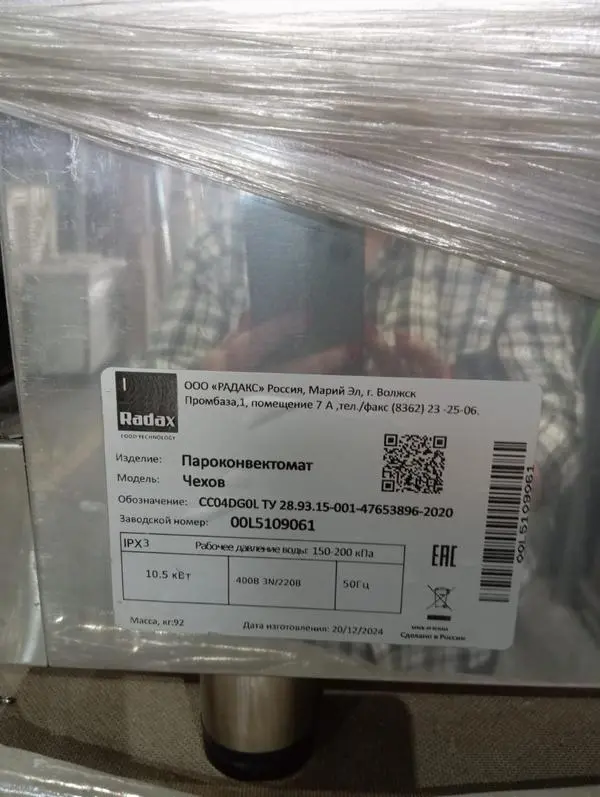 ООО «РАДАКС» Россия, Марий Эл, г. Волжск
Промбаза,1, помещение 7 А ,тел./факс (8362) 23 -25-06.
Radax
FOOD TECHNOLOGY
Изделие: Пароконвектомат
Модель: Чехов
Обозначение: CC04DG0L ТУ 28.93.15-001-47653896-2020
Заводской номер: 00L5109061
00L5109061
IPX3 Рабочее давление воды: 150-200 кПа
10.5 кВт 400В 3N/220В 50Гц
EAC
MADE IN RUSSIA
Сделано в России
Масса, кг:92 Дата изготовления: 20/12/2024